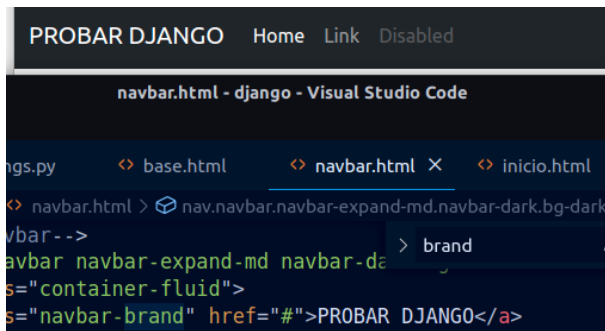 PROBAR DJANGO Home Link Disabled
navbar.html - django - Visual Studio Code
ngs.py <> base.html <> navbar.html × <> inicio.html
<> navbar.html > nav.navbar.navbar-expand-md.navbar-dark.bg-dark
vbar-->
> brand
avbar navbar-expand-md navbar-da
s="container-fluid">
s="navbar-brand" href="#">PROBAR DJANGO</a>